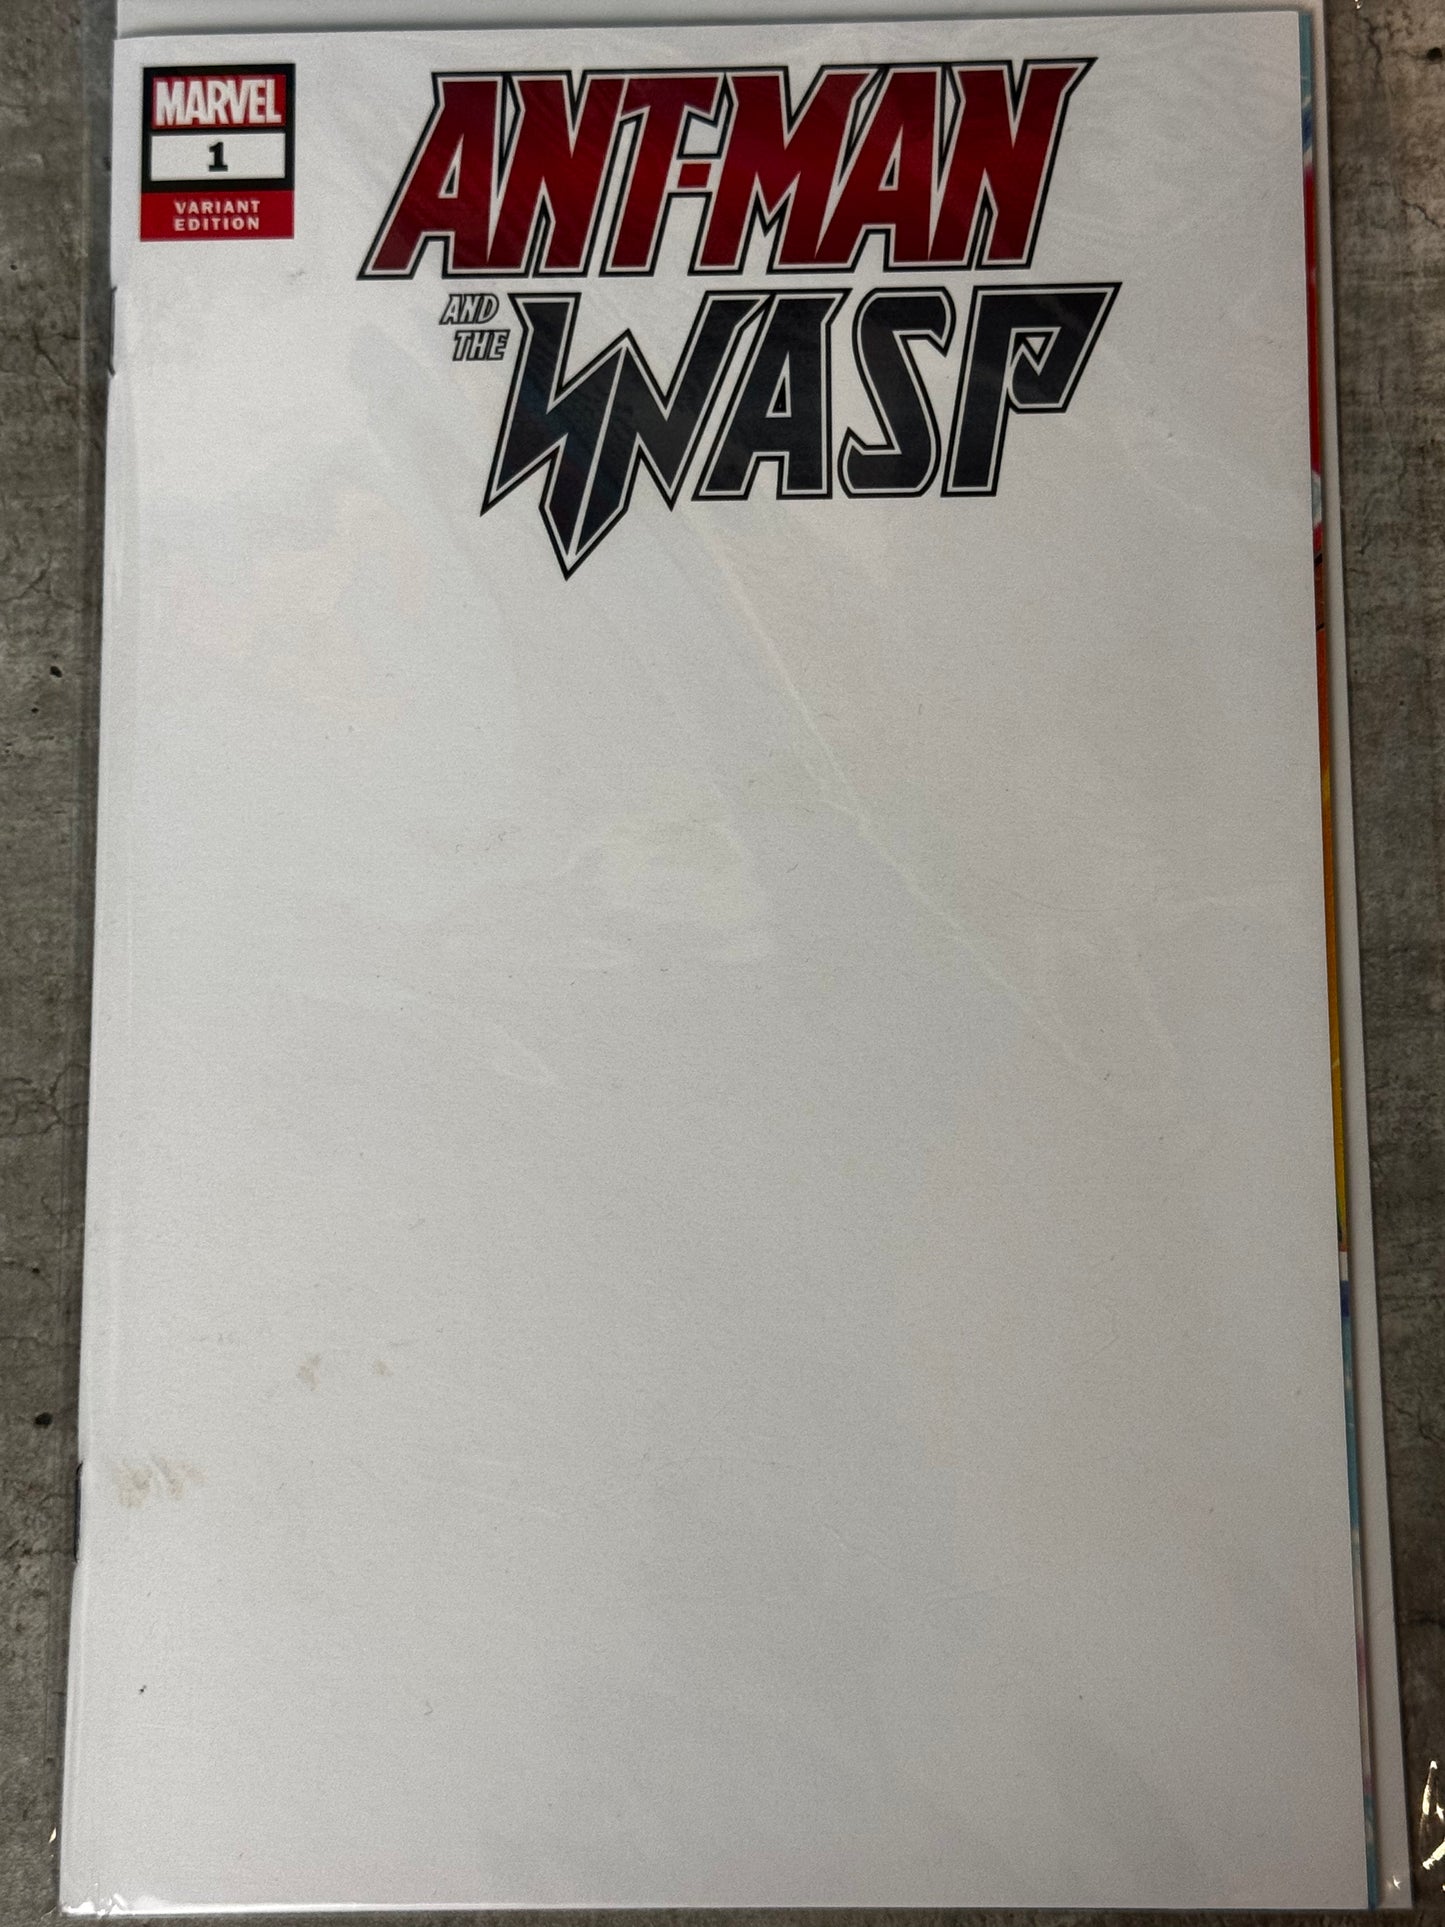 MARVEL
1
VARIANT
EDITION
ANT-MAN
AND
THE
WASP